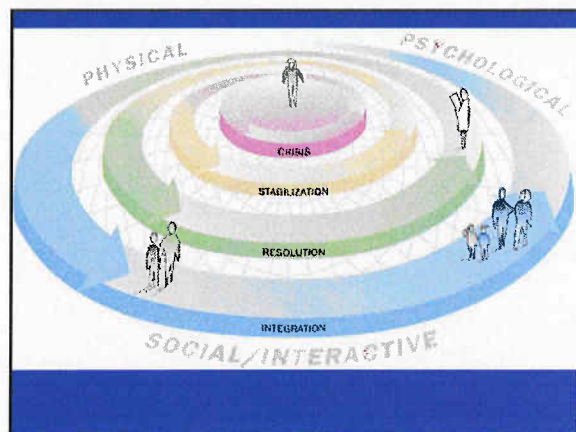 PHYSICAL
PSYCHOLOGICAL
CRISIS
STABILIZATION
RESOLUTION
INTEGRATION
SOCIAL/INTERACTIVE